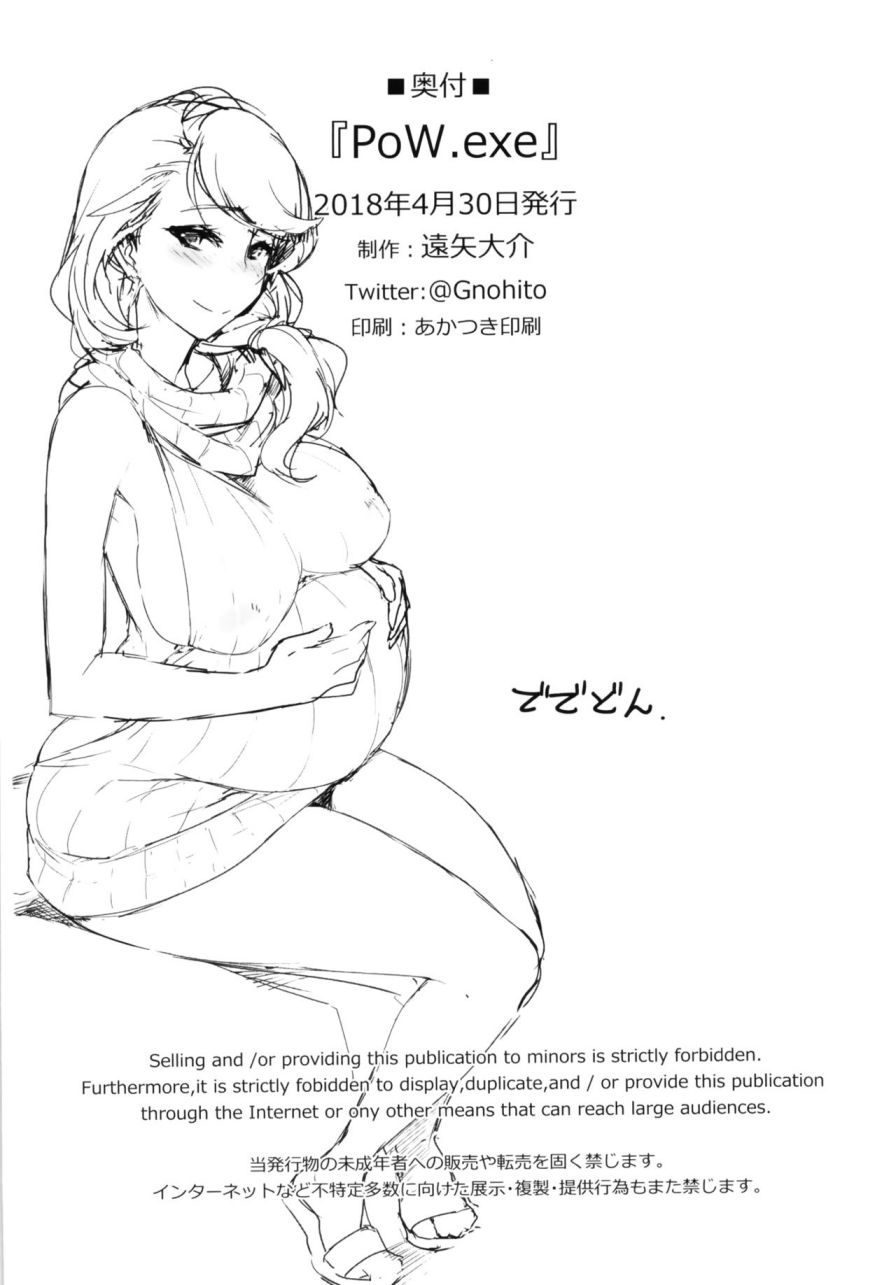 ■奥付■
『PoW.exe』
2018年4月30日発行
制作：遠矢大介
Twitter:@Gnohito
印刷：あかつき印刷
ででどん.
Selling and /or providing this publication to minors is strictly forbidden.
Furthermore,it is strictly fobidden to display,duplicate,and / or provide this publication
through the Internet or ony other means that can reach large audiences.
当発行物の未成年者への販売や転売を固く禁じます。
インターネットなど不特定多数に向けた展示・複製・提供行為もまた禁じます。